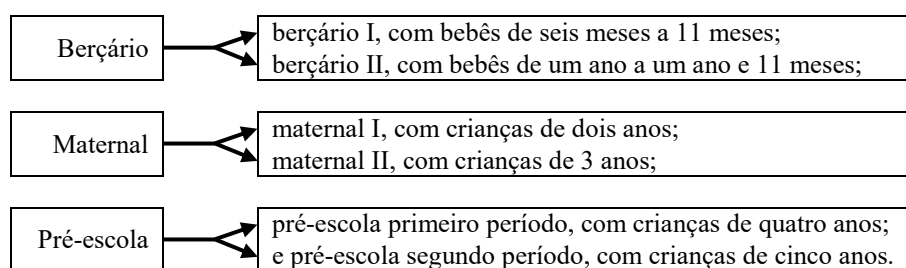 Berçário
berçário I, com bebês de seis meses a 11 meses;
berçário II, com bebês de um ano a um ano e 11 meses;
Maternal
maternal I, com crianças de dois anos;
maternal II, com crianças de 3 anos;
Pré-escola
pré-escola primeiro período, com crianças de quatro anos;
e pré-escola segundo período, com crianças de cinco anos.